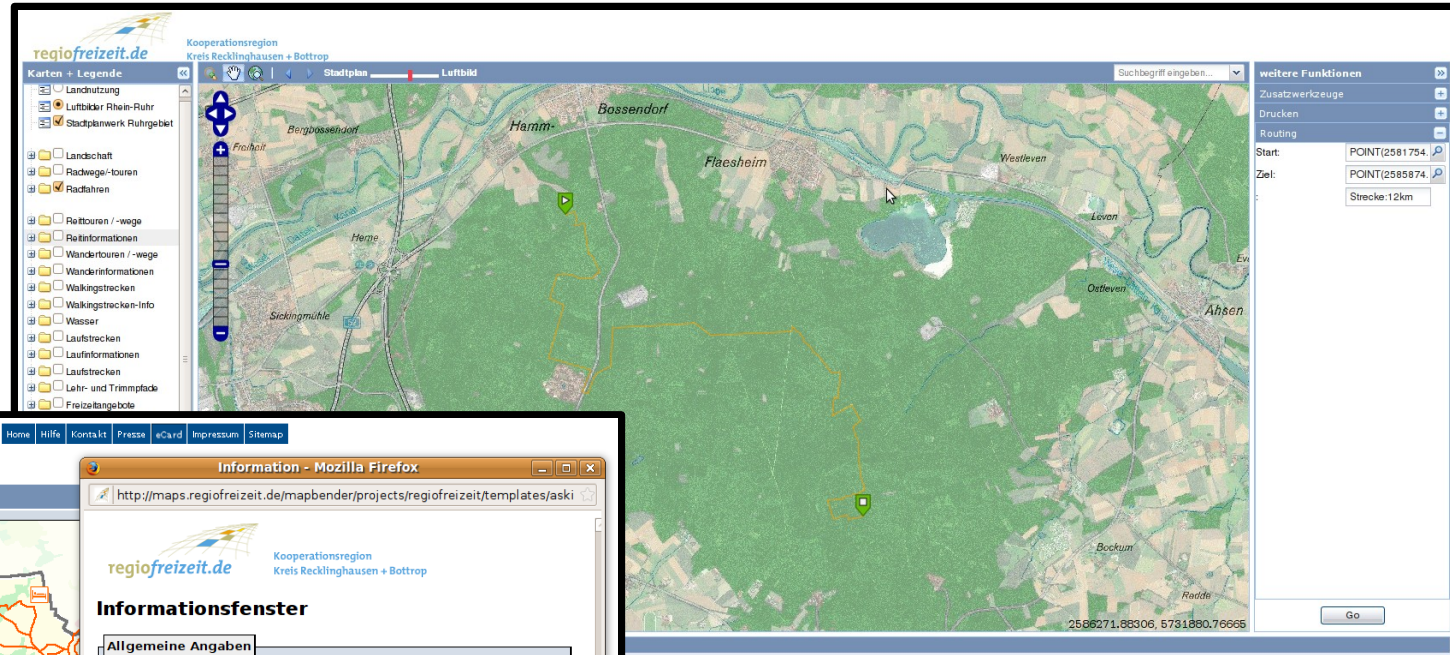 regiofreizeit.de
Kooperationsregion
Kreis Recklinghausen + Bottrop
Karten + Legende
Landnutzung
Luftbilder Rhein-Ruhr
Stadtplanwerk Ruhrgebiet
Landschaft
Radwege/-touren
Radfahren
Reittouren / -wege
Reitinformationen
Wandertouren / -wege
Wanderinformationen
Walkingstrecken
Walkingstrecken-Info
Wasser
Laufstrecken
Laufinformationen
Laufstrecken
Lehr- und Trimmpfade
Freizeitangebote
Stadtplan
Luftbild
Suchbegriff eingeben...
Bossendorf
Hamm-
Bergbossendorf
Freiheit
Flaesheim
Westleven
Leven
Herne
Ostleven
Ahsen
Sickingmühle
Bockum
Redde
2586271.88306, 5731880.76665
weitere Funktionen
Zusatzwerkzeuge
Drucken
Routing
Start: POINT(2581754.
Ziel: POINT(2585874.
: Strecke:12km
Go
Home Hilfe Kontakt Presse eCard Impressum Sitemap
Information - Mozilla Firefox
http://maps.regiofreizeit.de/mapbender/projects/regiofreizeit/templates/aski
regiofreizeit.de
Kooperationsregion
Kreis Recklinghausen + Bottrop
Informationsfenster
Allgemeine Angaben